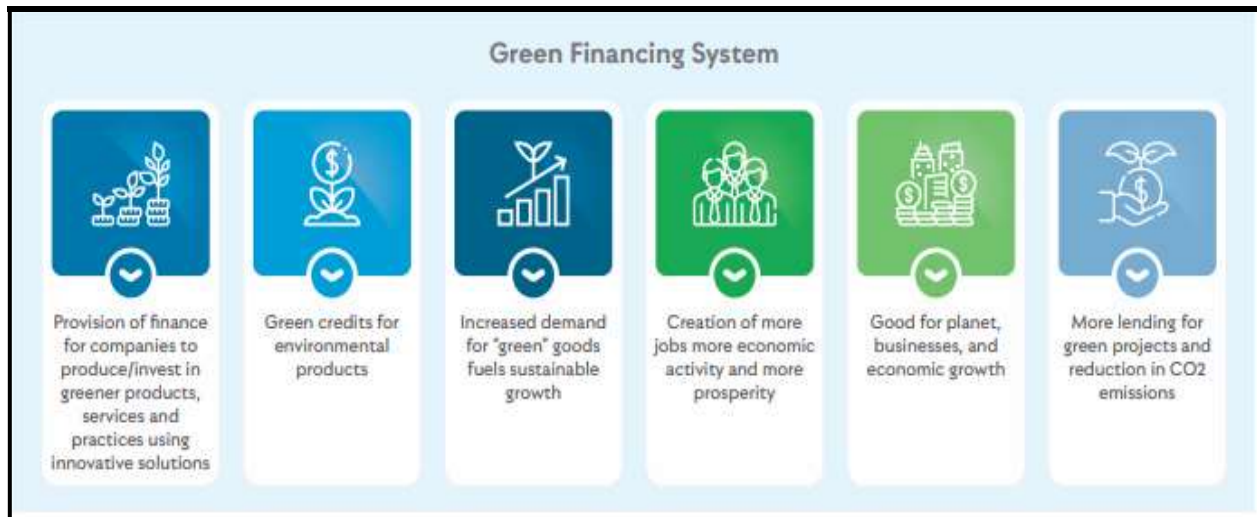 Green Financing System
Provision of finance
for companies to
produce/invest in
greener products,
services and
practices using
innovative solutions
Green credits for
environmental
products
Increased demand
for "green" goods
fuels sustainable
growth
Creation of more
jobs more economic
activity and more
prosperity
Good for planet,
businesses, and
economic growth
More lending for
green projects and
reduction in CO2
emissions